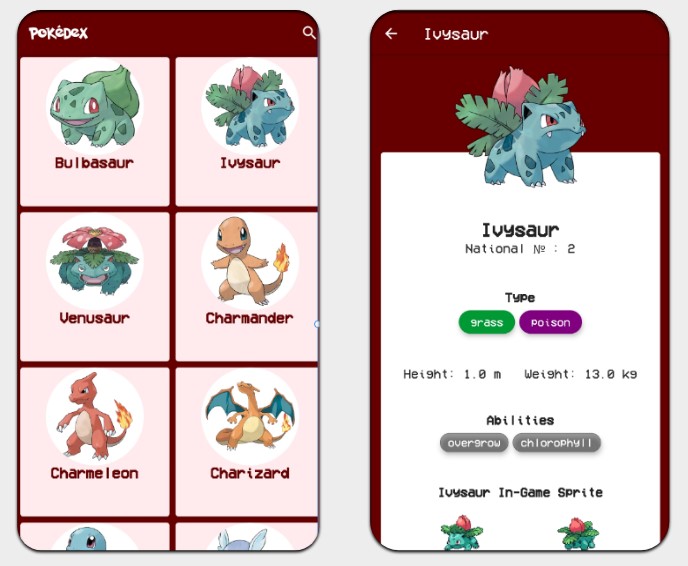 Pokédex
Bulbasaur
Ivysaur
Venusaur
Charmander
Charmeleon
Charizard
Ivysaur
Ivysaur
National № : 2
Type
grass
poison
Height: 1.0 m
Weight: 13.0 kg
Abilities
overgrow
chlorophyll
Ivysaur In-Game Sprite